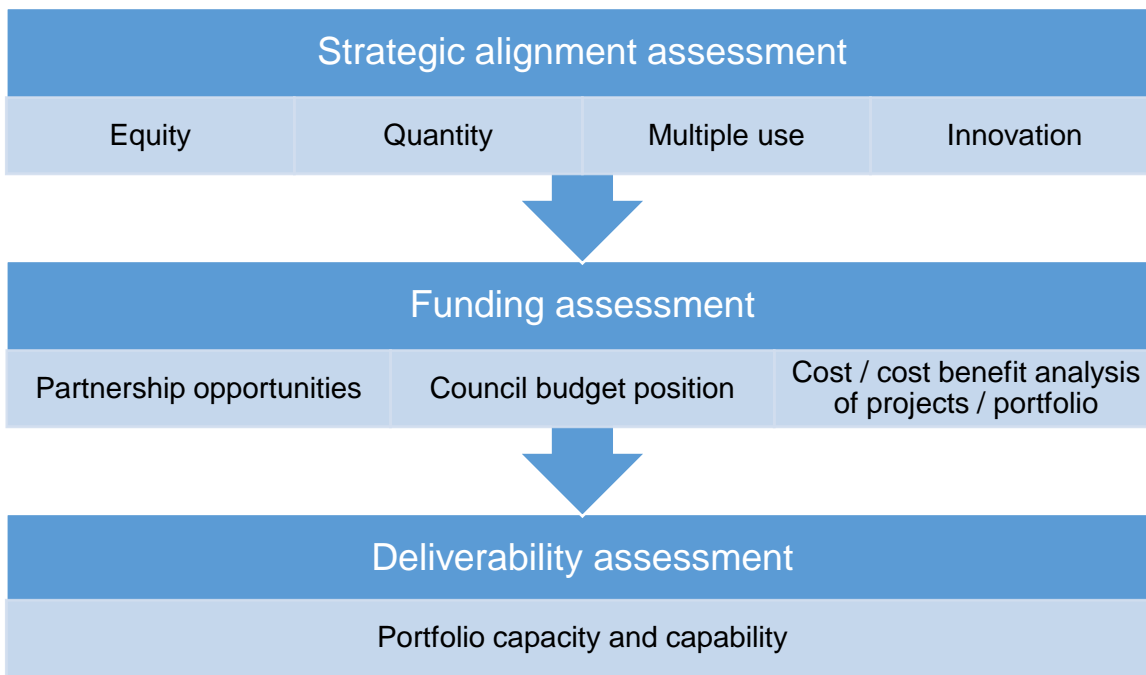 Strategic alignment assessment
Equity
Quantity
Multiple use
Innovation
Funding assessment
Partnership opportunities
Council budget position
Cost / cost benefit analysis
of projects / portfolio
Deliverability assessment
Portfolio capacity and capability